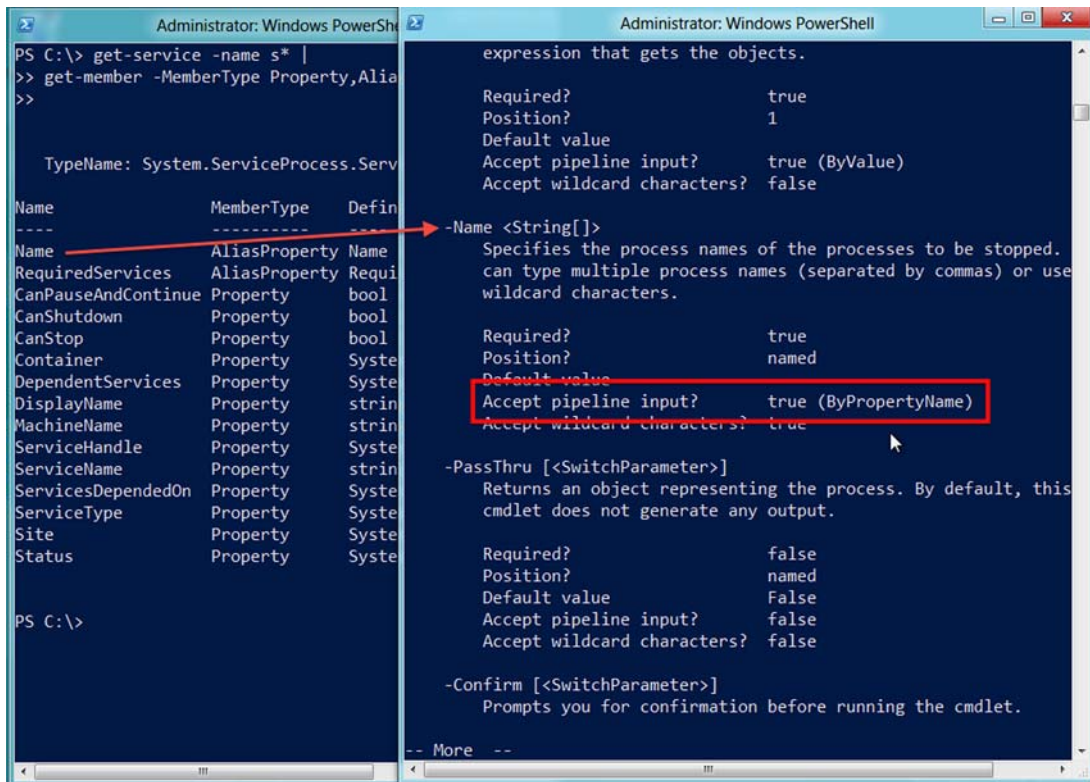 Administrator: Windows PowerShe
PS C:\> get-service -name s* |
>> get-member -MemberType Property,Alia
>>
TypeName: System.ServiceProcess.Serv
Name MemberType Defin
---- ---------- -----
Name AliasProperty Name
RequiredServices AliasProperty Requi
CanPauseAndContinue Property bool
CanShutdown Property bool
CanStop Property bool
Container Property Syste
DependentServices Property Syste
DisplayName Property strin
MachineName Property strin
ServiceHandle Property Syste
ServiceName Property strin
ServicesDependedOn Property Syste
ServiceType Property Syste
Site Property Syste
Status Property Syste
PS C:\>
Administrator: Windows PowerShell
expression that gets the objects.
Required? true
Position? 1
Default value
Accept pipeline input? true (ByValue)
Accept wildcard characters? false
-Name <String[]>
Specifies the process names of the processes to be stopped.
can type multiple process names (separated by commas) or use
wildcard characters.
Required? true
Position? named
Default value
Accept pipeline input? true (ByPropertyName)
Accept wildcard characters? true
-PassThru [<SwitchParameter>]
Returns an object representing the process. By default, this
cmdlet does not generate any output.
Required? false
Position? named
Default value False
Accept pipeline input? false
Accept wildcard characters? false
-Confirm [<SwitchParameter>]
Prompts you for confirmation before running the cmdlet.
-- More --